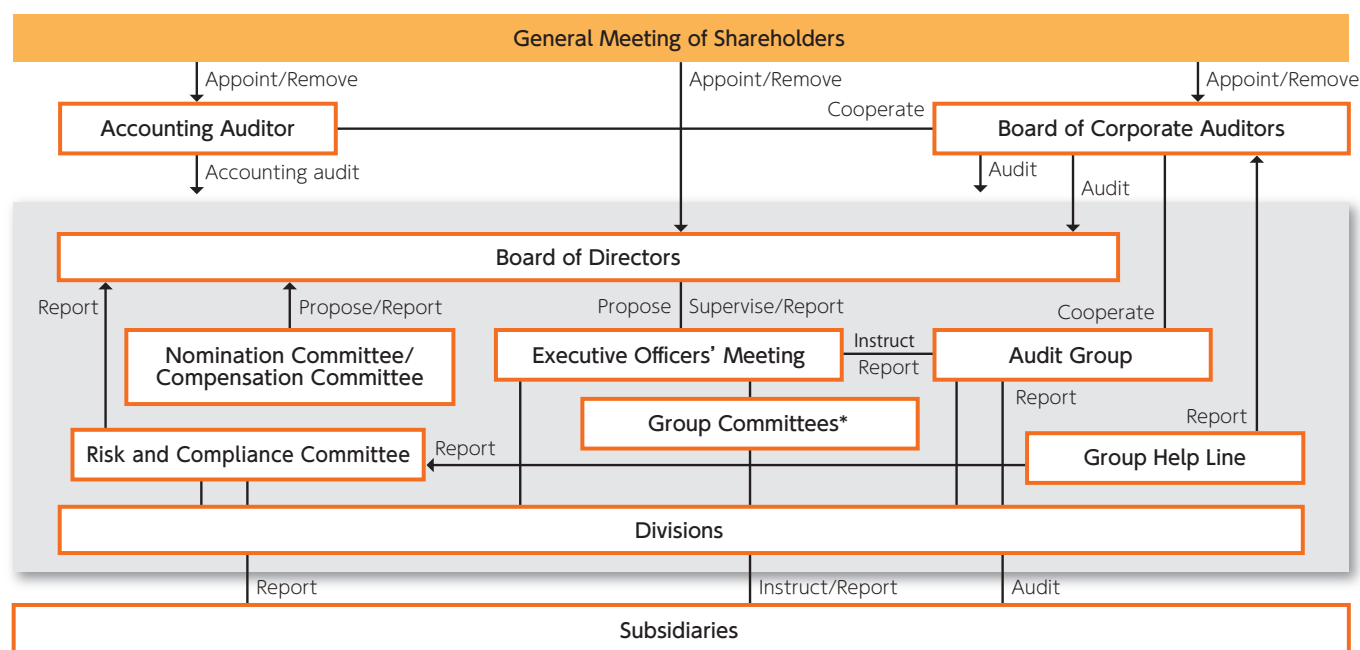 General Meeting of Shareholders
Appoint/Remove
Appoint/Remove
Appoint/Remove
Accounting Auditor
Cooperate
Board of Corporate Auditors
Accounting audit
Audit
Audit
Board of Directors
Report
Propose/Report
Propose
Supervise/Report
Cooperate
Nomination Committee/
Compensation Committee
Executive Officers' Meeting
Instruct
Report
Audit Group
Report
Group Committees*
Report
Risk and Compliance Committee
Report
Group Help Line
Divisions
Report
Instruct/Report
Audit
Subsidiaries